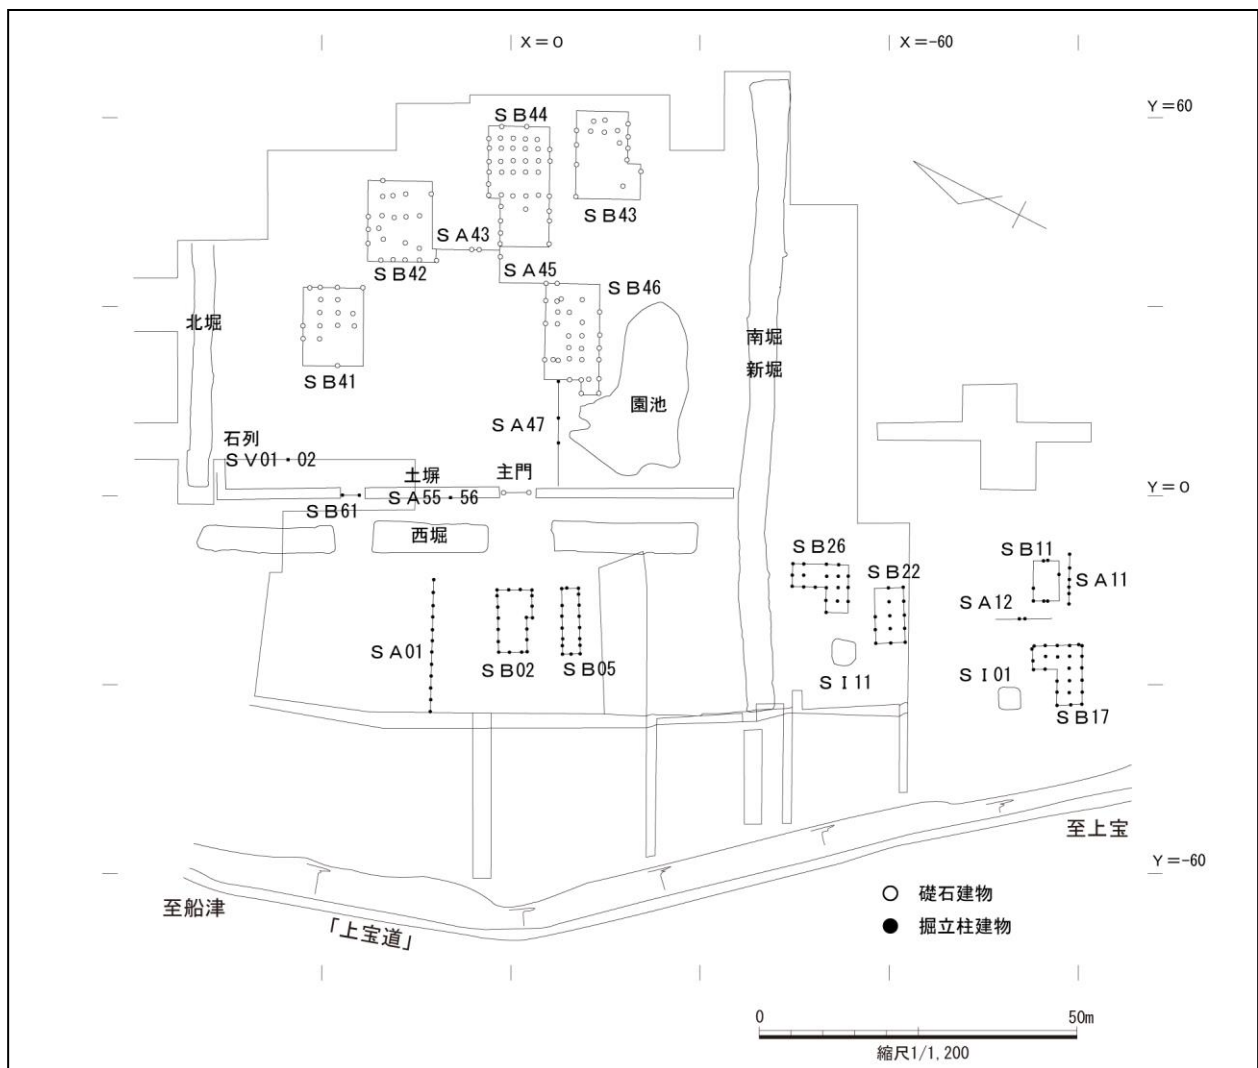 X=0
X=-60
Y=60
SB44
SB43
SA43
SB42
SA45
SB46
北堀
南堀
新堀
SB41
園池
SA47
石列
SV01・02
土塀
主門
SA55・56
Y=0
SB61
西堀
SB26
SB11
SB22
SA11
SA12
SA01
SB02
SB05
SI11
SI01
SB17
至上宝
Y=-60
至船津
「上宝道」
礎石建物
掘立柱建物
0
50m
縮尺1/1,200